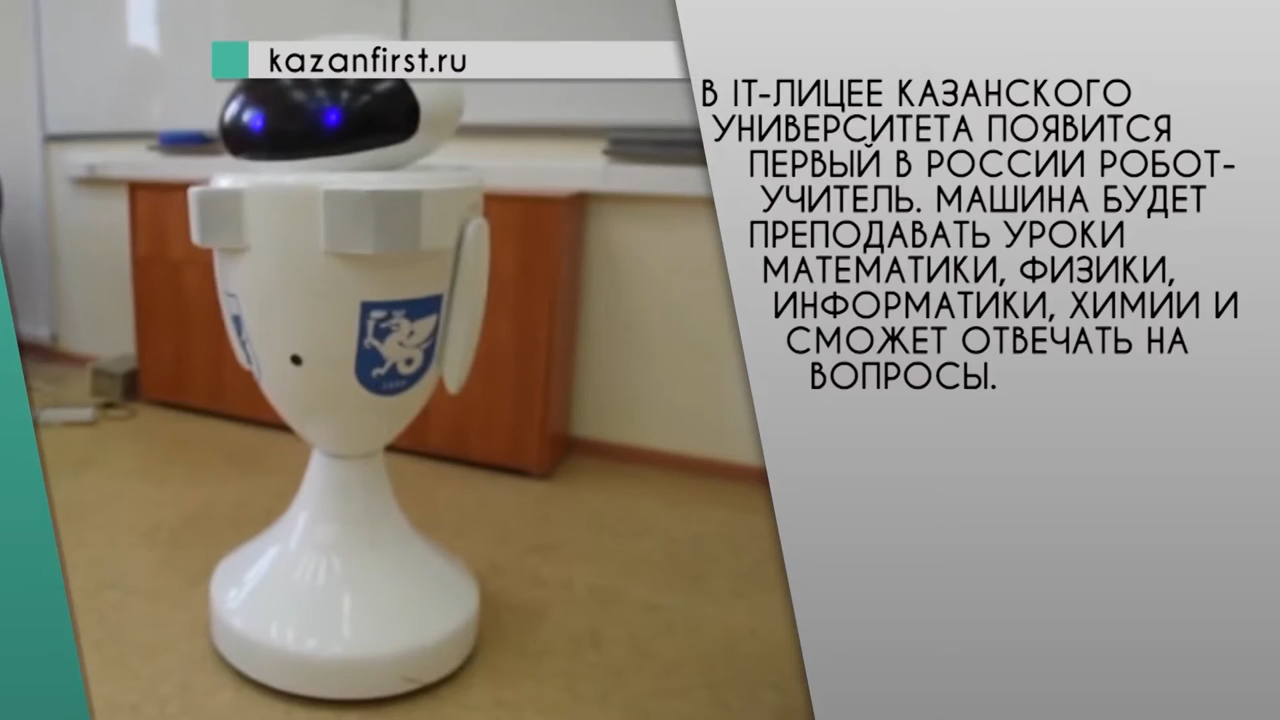 kazanfirst.ru
В IT-ЛИЦЕЕ КАЗАНСКОГО
УНИВЕРСИТЕТА ПОЯВИТСЯ
ПЕРВЫЙ В РОССИИ РОБОТ-
УЧИТЕЛЬ. МАШИНА БУДЕТ
ПРЕПОДАВАТЬ УРОКИ
МАТЕМАТИКИ, ФИЗИКИ,
ИНФОРМАТИКИ, ХИМИИ И
СМОЖЕТ ОТВЕЧАТЬ НА
ВОПРОСЫ.